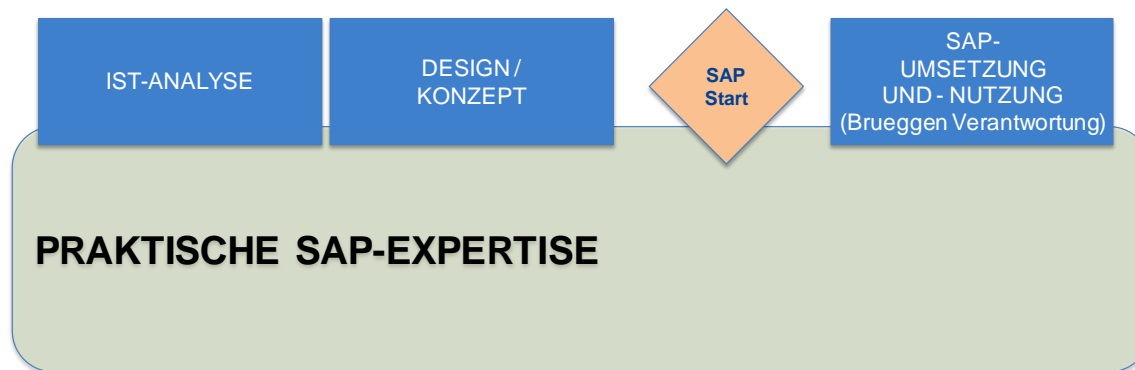 IST-ANALYSE
DESIGN /
KONZEPT
SAP
Start
SAP-
UMSETZUNG
UND - NUTZUNG
(Brueggen Verantwortung)
PRAKTISCHE SAP-EXPERTISE